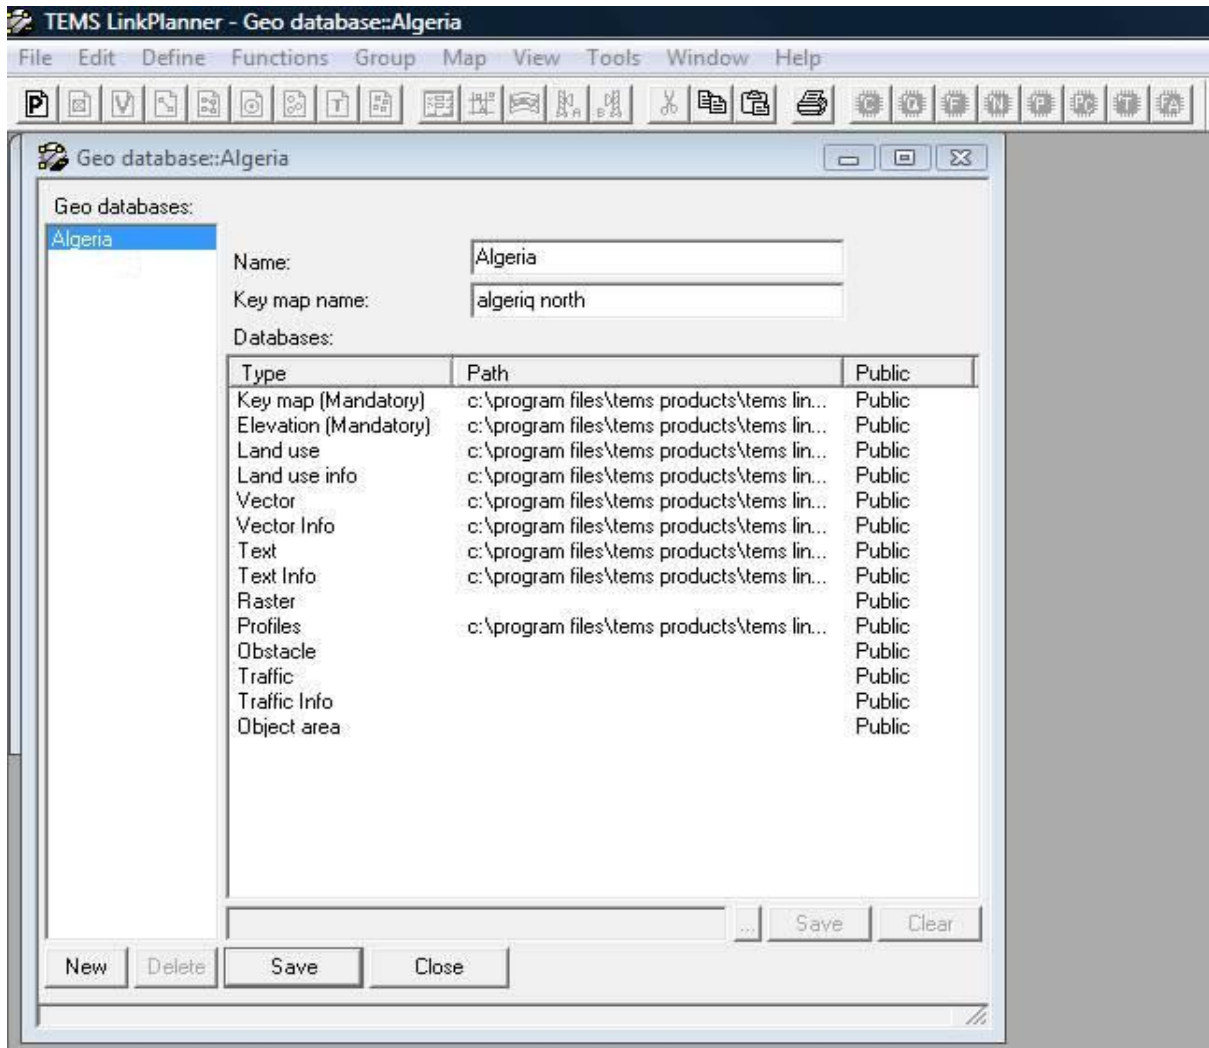 TEMS LinkPlanner - Geo database::Algeria
File Edit Define Functions Group Map View Tools Window Help
P V T A B C Q F N P PC T FA
Geo database::Algeria
Geo databases:
Algeria
Name: Algeria
Key map name: algeriq north
Databases:
Type Path Public
Key map (Mandatory) c:\program files\tems products\tems lin... Public
Elevation (Mandatory) c:\program files\tems products\tems lin... Public
Land use c:\program files\tems products\tems lin... Public
Land use info c:\program files\tems products\tems lin... Public
Vector c:\program files\tems products\tems lin... Public
Vector Info c:\program files\tems products\tems lin... Public
Text c:\program files\tems products\tems lin... Public
Text Info c:\program files\tems products\tems lin... Public
Raster Public
Profiles c:\program files\tems products\tems lin... Public
Obstacle Public
Traffic Public
Traffic Info Public
Object area Public
... Save Clear
New Delete Save Close